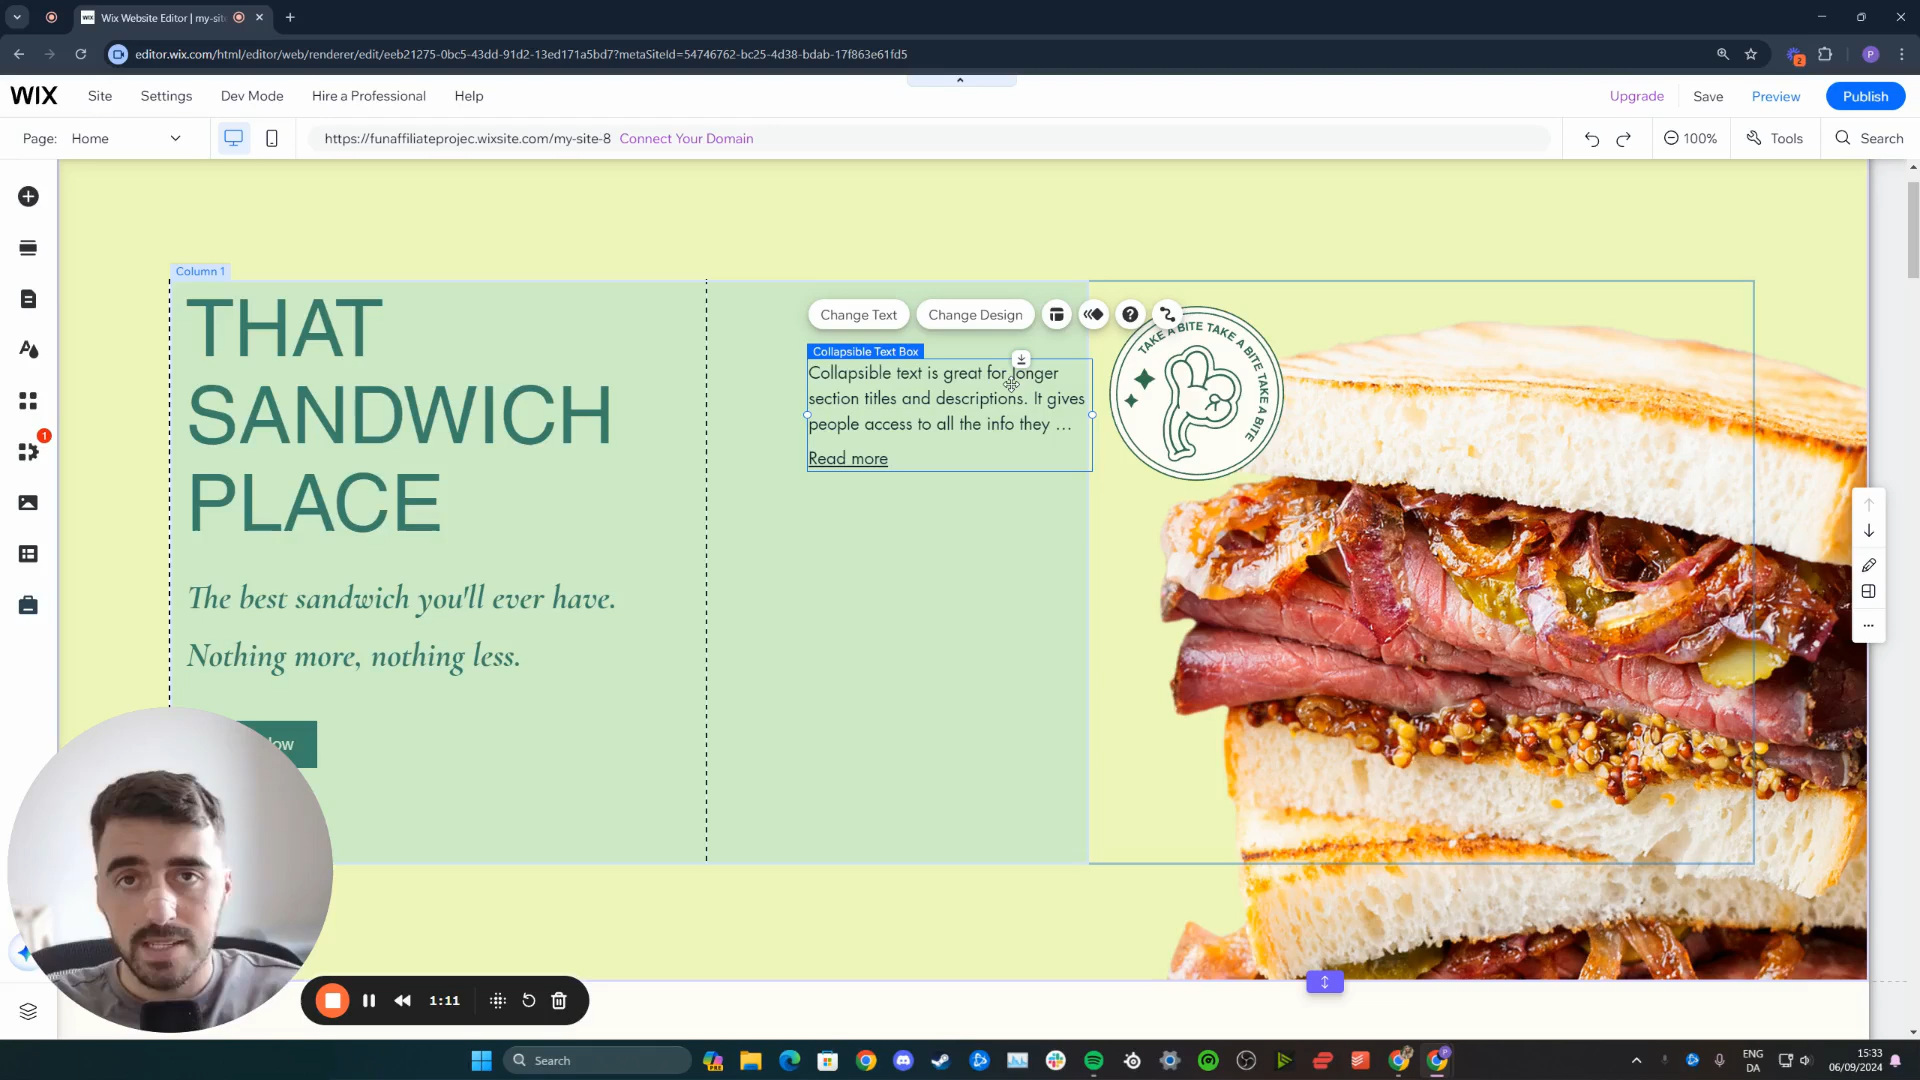 Wix Website Editor | my-sit
editor.wix.com/html/editor/web/renderer/edit/eeb21275-0bc5-43dd-91d2-13ed171a5bd7?metaSiteId=54746762-bc25-4d38-bdab-17f863e61fd5
2
P
WIX
Site
Settings
Dev Mode
Hire a Professional
Help
Upgrade
Save
Preview
Publish
Page: Home
https://funaffiliateprojec.wixsite.com/my-site-8 Connect Your Domain
100%
Tools
Search
Column 1
THAT
SANDWICH
PLACE
The best sandwich you'll ever have.
Nothing more, nothing less.
Change Text
Change Design
Collapsible Text Box
Collapsible text is great for longer
section titles and descriptions. It gives
people access to all the info they ...
Read more
TAKE A BITE TAKE A BITE TAKE A BITE
1
1:11
Search
ENG
DA
15:33
06/09/2024